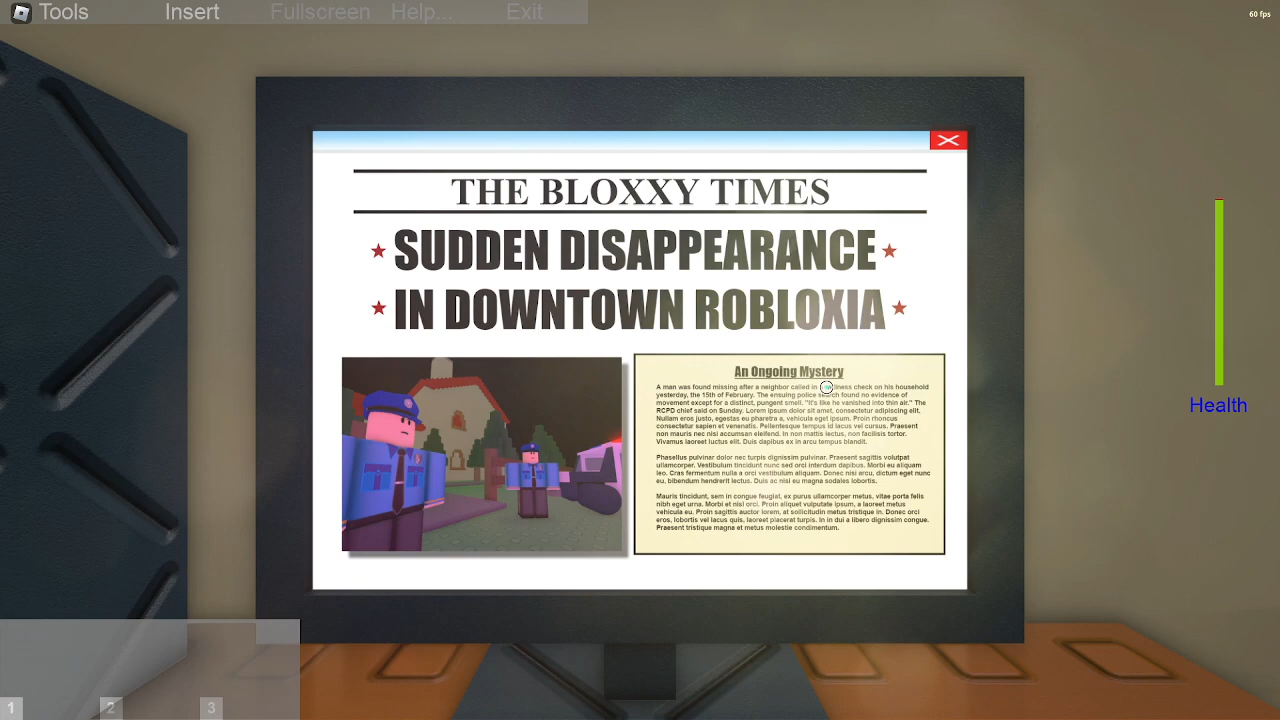 Tools Insert Fullscreen Help... Exit
60 fps
THE BLOXXY TIMES
SUDDEN DISAPPEARANCE
IN DOWNTOWN ROBLOXIA
An Ongoing Mystery
A man was found missing after a neighbor called in check on his household
yesterday, the 15th of February. The ensuing police search found no evidence of
movement except for a distinct, pungent smell. "It's like he vanished into thin air." The
RCPD chief said on Sunday. Lorem ipsum dolor sit amet, consectetur adipiscing elit.
Nullam eros justo, egestas eu pharetra a, vehicula eget ipsum. Proin rhoncus
consectetur sapien et venenatis. Pellentesque tempus id lacus vel cursus. Praesent
non mauris nec nisi accumsan eleifend. In non mattis lectus, non facilisis tortor.
Vivamus laoreet luctus elit. Duis dapibus ex in arcu tempus blandit.
Phasellus pulvinar dolor nec turpis dignissim pulvinar. Praesent sagittis volutpat
ullamcorper. Vestibulum tincidunt nunc sed orci interdum dapibus. Morbi eu aliquam
leo. Cras fermentum nulla a orci vestibulum aliquam. Donec nisi arcu, dictum eget nunc
eu, bibendum hendrerit lectus. Duis ac nisi eu magna sodales lobortis.
Mauris tincidunt, sem in congue feugiat, ex purus ullamcorper metus, vitae porta felis
nibh eget urna. Morbi et nisl orci. Proin aliquet vulputate ipsum, a laoreet metus
vehicula eu. Proin sagittis auctor lorem, at sollicitudin metus tristique in. Donec orci
eros, lobortis vel lacus quis, laoreet placerat turpis. In in dui a libero dignissim congue.
Praesent tristique magna et metus molestie condimentum.
Health
1 2 3